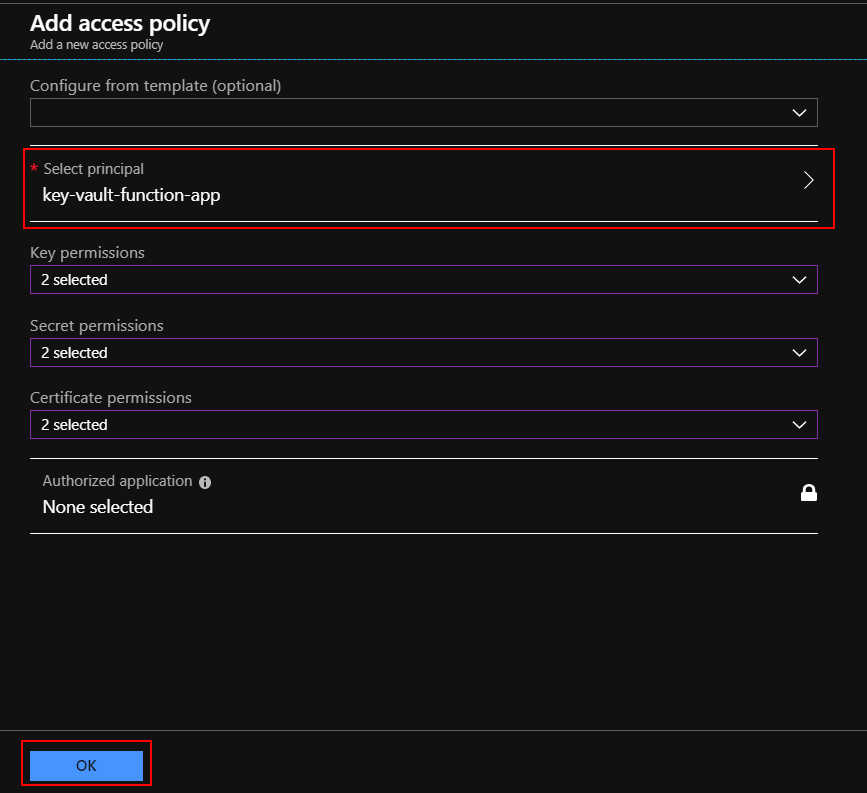 Add access policy
Add a new access policy
Configure from template (optional)
* Select principal
key-vault-function-app
Key permissions
2 selected
Secret permissions
2 selected
Certificate permissions
2 selected
Authorized application
None selected
OK